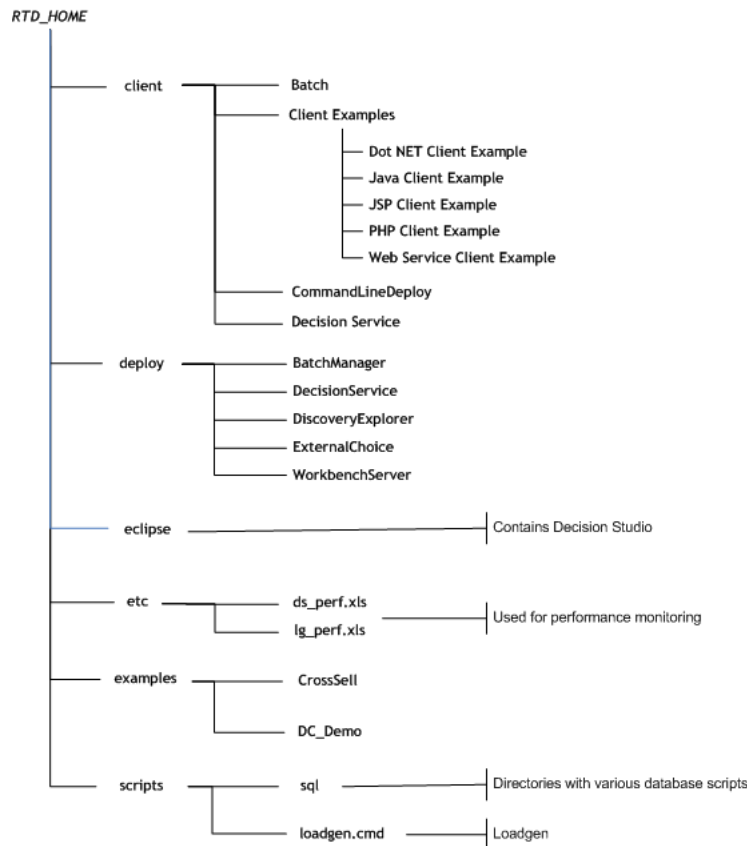 RTD_HOME
client
Batch
Client Examples
Dot NET Client Example
Java Client Example
JSP Client Example
PHP Client Example
Web Service Client Example
CommandLineDeploy
Decision Service
deploy
BatchManager
DecisionService
DiscoveryExplorer
ExternalChoice
WorkbenchServer
eclipse
Contains Decision Studio
etc
ds_perf.xls
lg_perf.xls
Used for performance monitoring
examples
CrossSell
DC_Demo
scripts
sql
Directories with various database scripts
loadgen.cmd
Loadgen